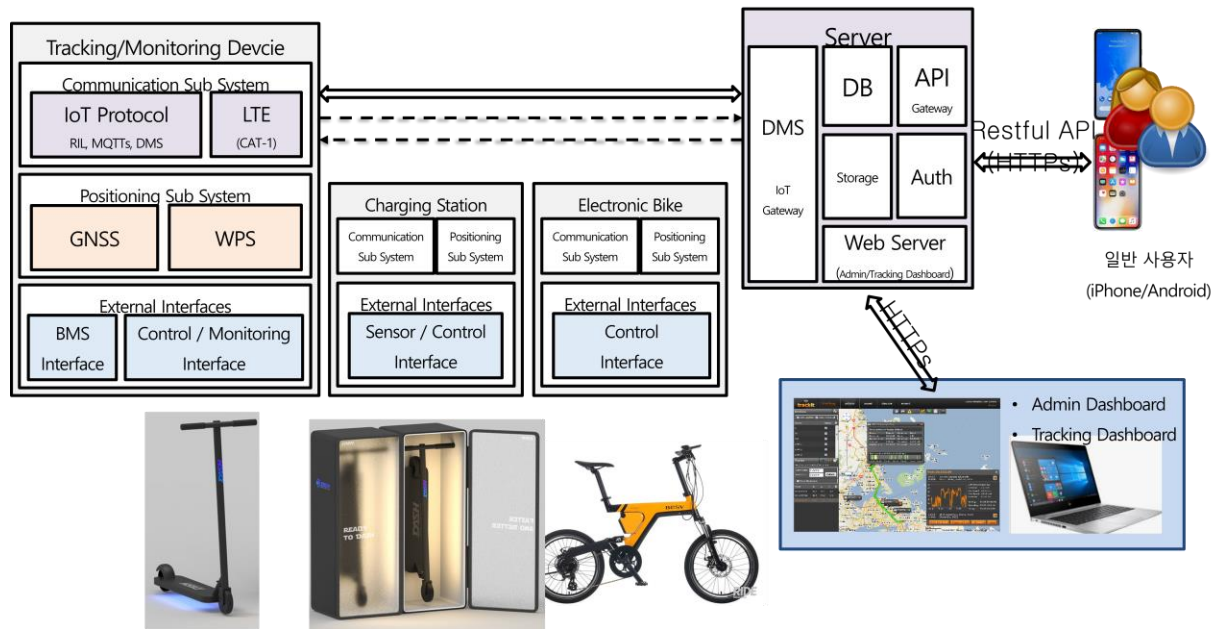 Tracking/Monitoring Devcie
Communication Sub System
IoT Protocol
RIL, MQTTs, DMS
LTE
(CAT-1)
Positioning Sub System
GNSS
WPS
External Interfaces
BMS
Interface
Control / Monitoring
Interface
Charging Station
Communication
Sub System
Positioning
Sub System
External Interfaces
Sensor / Control
Interface
Electronic Bike
Communication
Sub System
Positioning
Sub System
External Interfaces
Control
Interface
Server
DMS
IoT
Gateway
DB
API
Gateway
Storage
Auth
Web Server
(Admin/Tracking Dashboard)
Restful API
(HTTPs)
일반 사용자
(iPhone/Android)
HTTPs
• Admin Dashboard
• Tracking Dashboard
trackit
READY
TO
RIDE